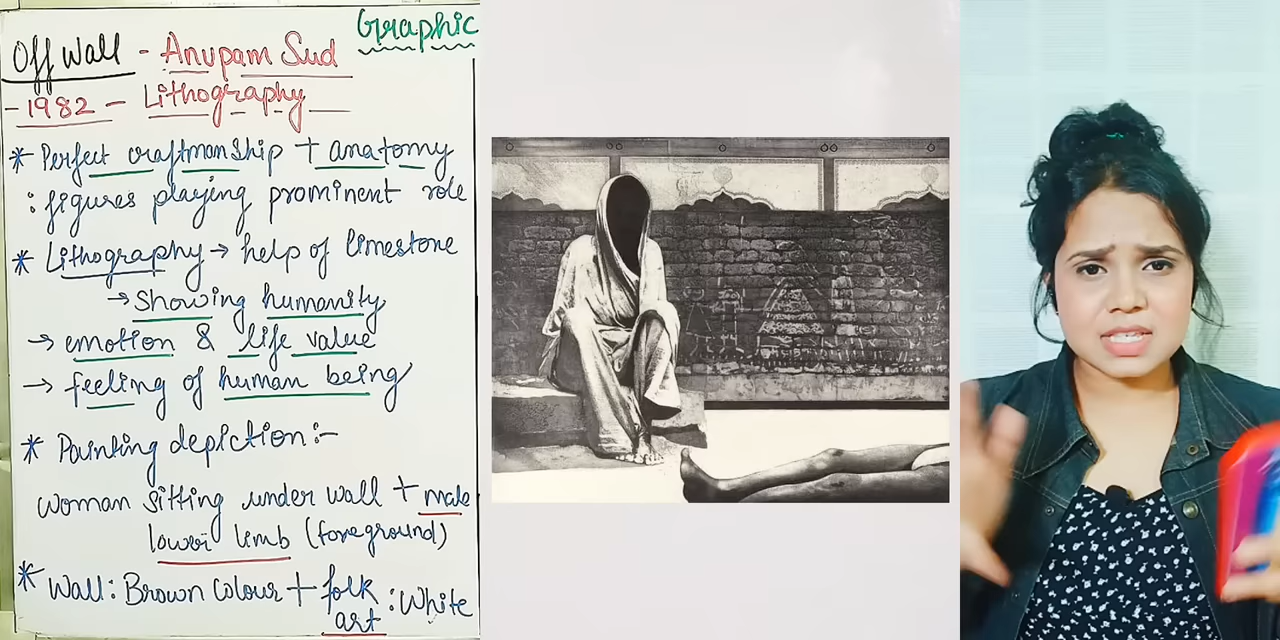 Graphic
Off Wall - Anupam Sud
- 1982 - Lithography
* Perfect craftmanship + anatomy
: figures playing prominent role
* Lithography → help of limestone
→ Showing humanity
→ emotion & life value
→ feeling of human being
* Painting depiction :-
woman sitting under wall + male
lower limb (foreground)
* Wall : Brown Colour + folk : White
art